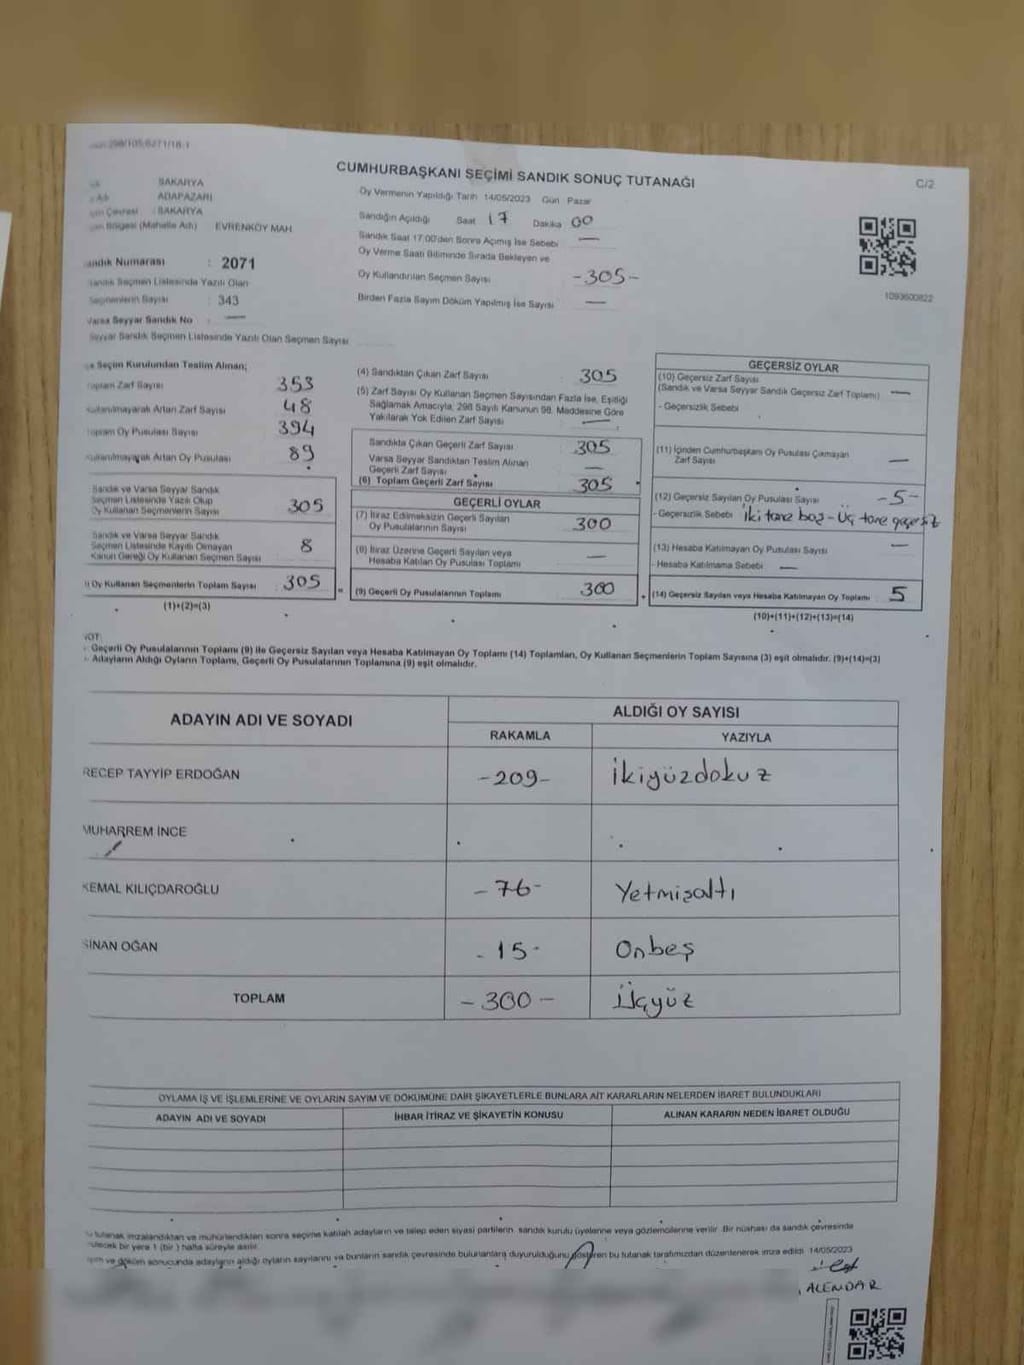 298/105/6271/18-1
CUMHURBAŞKANI SEÇİMİ SANDIK SONUÇ TUTANAĞI
C/2
SAKARYA
Adı ADAPAZARI
Çevresi : SAKARYA
Bölgesi (Mahalle Adı) EVRENKÖY MAH.
Sandık Numarası : 2071
Sandık Seçmen Listesinde Yazılı Olan
Seçmenlerin Sayısı : 343
Varsa Seyyar Sandık No : —
Seyyar Sandık Seçmen Listesinde Yazılı Olan Seçmen Sayısı
Oy Vermenin Yapıldığı Tarih 14/05/2023 Gün Pazar
Sandığın Açıldığı Saat 17 Dakika 00
Sandık Saat 17:00'den Sonra Açımış İse Sebebi —
Oy Verme Saati Bitiminde Sırada Bekleyen ve
Oy Kullandırılan Seçmen Sayısı -305-
Birden Fazla Sayım Döküm Yapılmış İse Sayısı —
1093600822
Seçim Kurulundan Teslim Alınan;
Toplam Zarf Sayısı 353
Kullanılmayarak Artan Zarf Sayısı 48
Toplam Oy Pusulası Sayısı 394
Kullanılmayarak Artan Oy Pusulası 89
Sandık ve Varsa Seyyar Sandık
Seçmen Listesinde Yazılı Olup
Oy Kullanan Seçmenlerin Sayısı 305
Sandık ve Varsa Seyyar Sandık
Seçmen Listesinde Kayıtlı Olmayan
Kanun Gereği Oy Kullanan Seçmen Sayısı 8
Oy Kullanan Seçmenlerin Toplam Sayısı 305
(1)+(2)=(3)
(4) Sandıktan Çıkan Zarf Sayısı 305
(5) Zarf Sayısı Oy Kullanan Seçmen Sayısından Fazla İse, Eşitliği
Sağlamak Amacıyla, 298 Sayılı Kanunun 98. Maddesine Göre
Yakılarak Yok Edilen Zarf Sayısı —
Sandıkta Çıkan Geçerli Zarf Sayısı 305
Varsa Seyyar Sandıktan Teslim Alınan
Geçerli Zarf Sayısı —
(6) Toplam Geçerli Zarf Sayısı 305
GEÇERLİ OYLAR
(7) İtiraz Edilmeksizin Geçerli Sayılan
Oy Pusulalarının Sayısı 300
(8) İtiraz Üzerine Geçerli Sayılan veya
Hesaba Katılan Oy Pusulası Toplamı —
(9) Geçerli Oy Pusulalarının Toplamı 300
GEÇERSİZ OYLAR
(10) Geçersiz Zarf Sayısı
(Sandık ve Varsa Seyyar Sandık Geçersiz Zarf Toplamı) —
- Geçersizlik Sebebi
(11) İçinden Cumhurbaşkanı Oy Pusulası Çıkmayan
Zarf Sayısı —
(12) Geçersiz Sayılan Oy Pusulası Sayısı -5-
- Geçersizlik Sebebi İki tane boş - Üç tane geçersiz
(13) Hesaba Katılmayan Oy Pusulası Sayısı —
- Hesaba Katılmama Sebebi —
(14) Geçersiz Sayılan veya Hesaba Katılmayan Oy Toplamı 5
(10)+(11)+(12)+(13)=(14)
NOT:
- Geçerli Oy Pusulalarının Toplamı (9) ile Geçersiz Sayılan veya Hesaba Katılmayan Oy Toplamı (14) Toplamları, Oy Kullanan Seçmenlerin Toplam Sayısına (3) eşit olmalıdır. (9)+(14)=(3)
- Adayların Aldığı Oyların Toplamı, Geçerli Oy Pusulalarının Toplamına (9) eşit olmalıdır.
ADAYIN ADI VE SOYADI ALDIĞI OY SAYISI
RAKAMLA YAZIYLA
RECEP TAYYİP ERDOĞAN -209- İkiyüzdokuz
MUHARREM İNCE
KEMAL KILIÇDAROĞLU -76- Yetmişaltı
SİNAN OĞAN -15- Onbeş
TOPLAM -300- Üçyüz
OYLAMA İŞ VE İŞLEMLERİNE VE OYLARIN SAYIM VE DÖKÜMÜNE DAİR ŞİKAYETLERLE BUNLARA AİT KARARLARIN NELERDEN İBARET BULUNDUKLARI
ADAYIN ADI VE SOYADI İHBAR İTİRAZ VE ŞİKAYETİN KONUSU ALINAN KARARIN NEDEN İBARET OLDUĞU
tutanak imzalandıktan ve mühürlendikten sonra seçime katılan adayların ve talep eden siyasi partilerin, sandık kurulu üyelerine veya gözlemcilerine verilir. Bir nüshası da sandık çevresinde
bir yere 1 (bir) hafta süreyle asılır.
ve döküm sonucunda adayların aldığı oyların sayılarını ve bunların sandık çevresinde bulunanlara duyurulduğunu gösteren bu tutanak tarafımızdan düzenlenerek imza edildi. 14/05/2023
ALENDAR